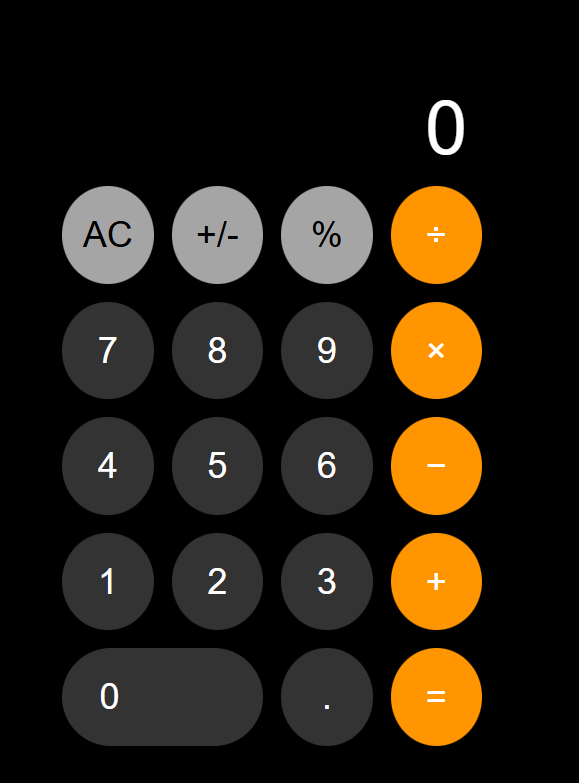 0
AC +/- % ÷
7 8 9 ×
4 5 6 −
1 2 3 +
0 . =